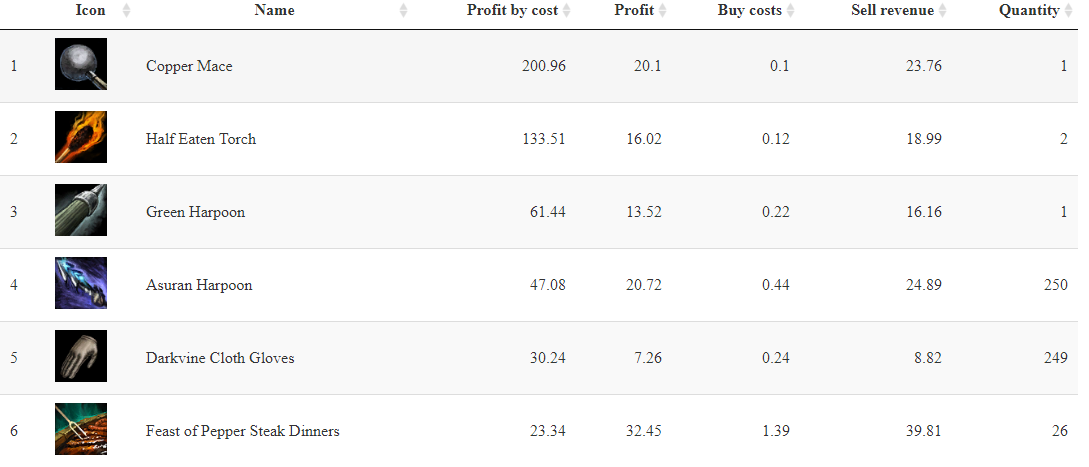 Icon Name Profit by cost Profit Buy costs Sell revenue Quantity
1 Copper Mace 200.96 20.1 0.1 23.76 1
2 Half Eaten Torch 133.51 16.02 0.12 18.99 2
3 Green Harpoon 61.44 13.52 0.22 16.16 1
4 Asuran Harpoon 47.08 20.72 0.44 24.89 250
5 Darkvine Cloth Gloves 30.24 7.26 0.24 8.82 249
6 Feast of Pepper Steak Dinners 23.34 32.45 1.39 39.81 26